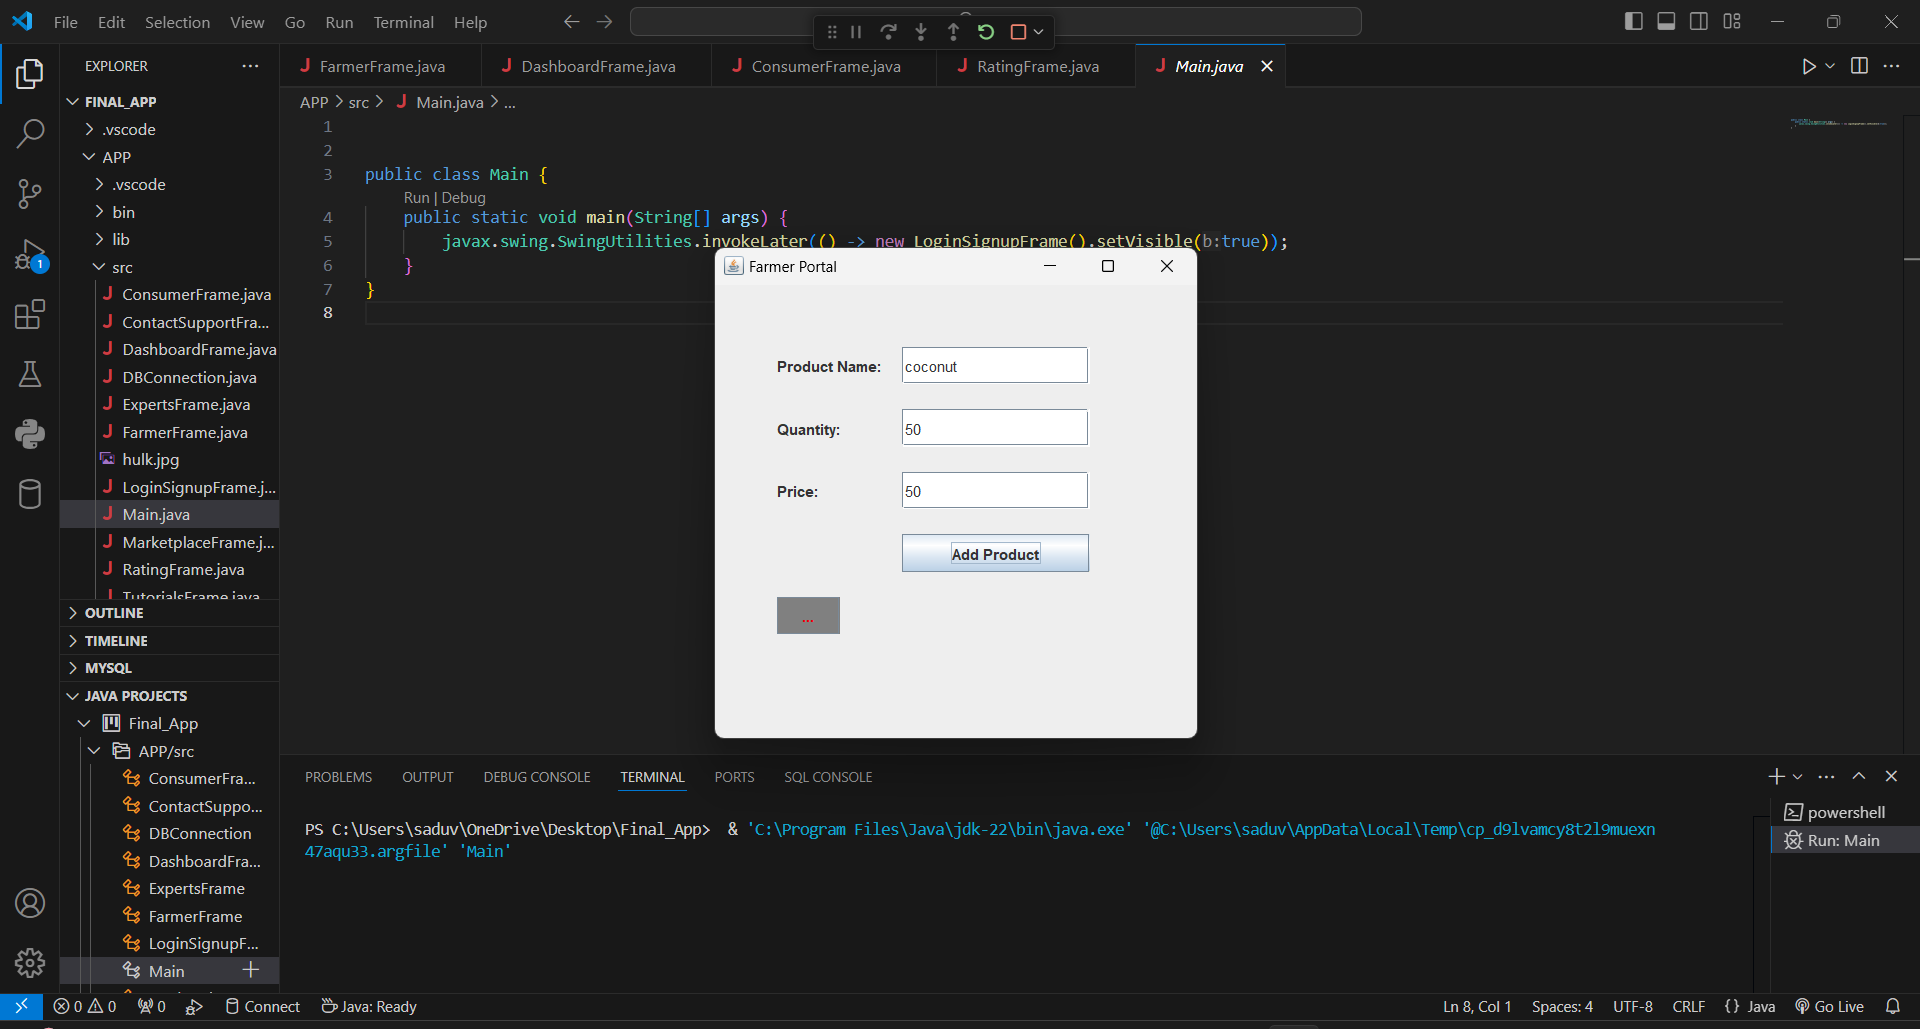 File Edit Selection View Go Run Terminal Help
EXPLORER
FINAL_APP
.vscode
APP
.vscode
bin
lib
src
ConsumerFrame.java
ContactSupportFra...
DashboardFrame.java
DBConnection.java
ExpertsFrame.java
FarmerFrame.java
hulk.jpg
LoginSignupFrame.j...
Main.java
MarketplaceFrame.j...
RatingFrame.java
TutorialsFrame.java
OUTLINE
TIMELINE
MYSQL
JAVA PROJECTS
Final_App
APP/src
ConsumerFra...
ContactSuppo...
DBConnection
DashboardFra...
ExpertsFrame
FarmerFrame
LoginSignupF...
Main
1
FarmerFrame.java DashboardFrame.java ConsumerFrame.java RatingFrame.java Main.java
APP > src > Main.java > ...
1
2
3 public class Main {
Run | Debug
4 public static void main(String[] args) {
5 javax.swing.SwingUtilities.invokeLater(() -> new LoginSignupFrame().setVisible(b:true));
6 }
7 }
8
Farmer Portal
Product Name: coconut
Quantity: 50
Price: 50
Add Product
...
PROBLEMS OUTPUT DEBUG CONSOLE TERMINAL PORTS SQL CONSOLE
PS C:\Users\saduv\OneDrive\Desktop\Final_App> & 'C:\Program Files\Java\jdk-22\bin\java.exe' '@C:\Users\saduv\AppData\Local\Temp\cp_d9lvamcy8t2l9muexn
47aqu33.argfile' 'Main'
powershell
Run: Main
0 0 0 Connect Java: Ready Ln 8, Col 1 Spaces: 4 UTF-8 CRLF {} Java Go Live